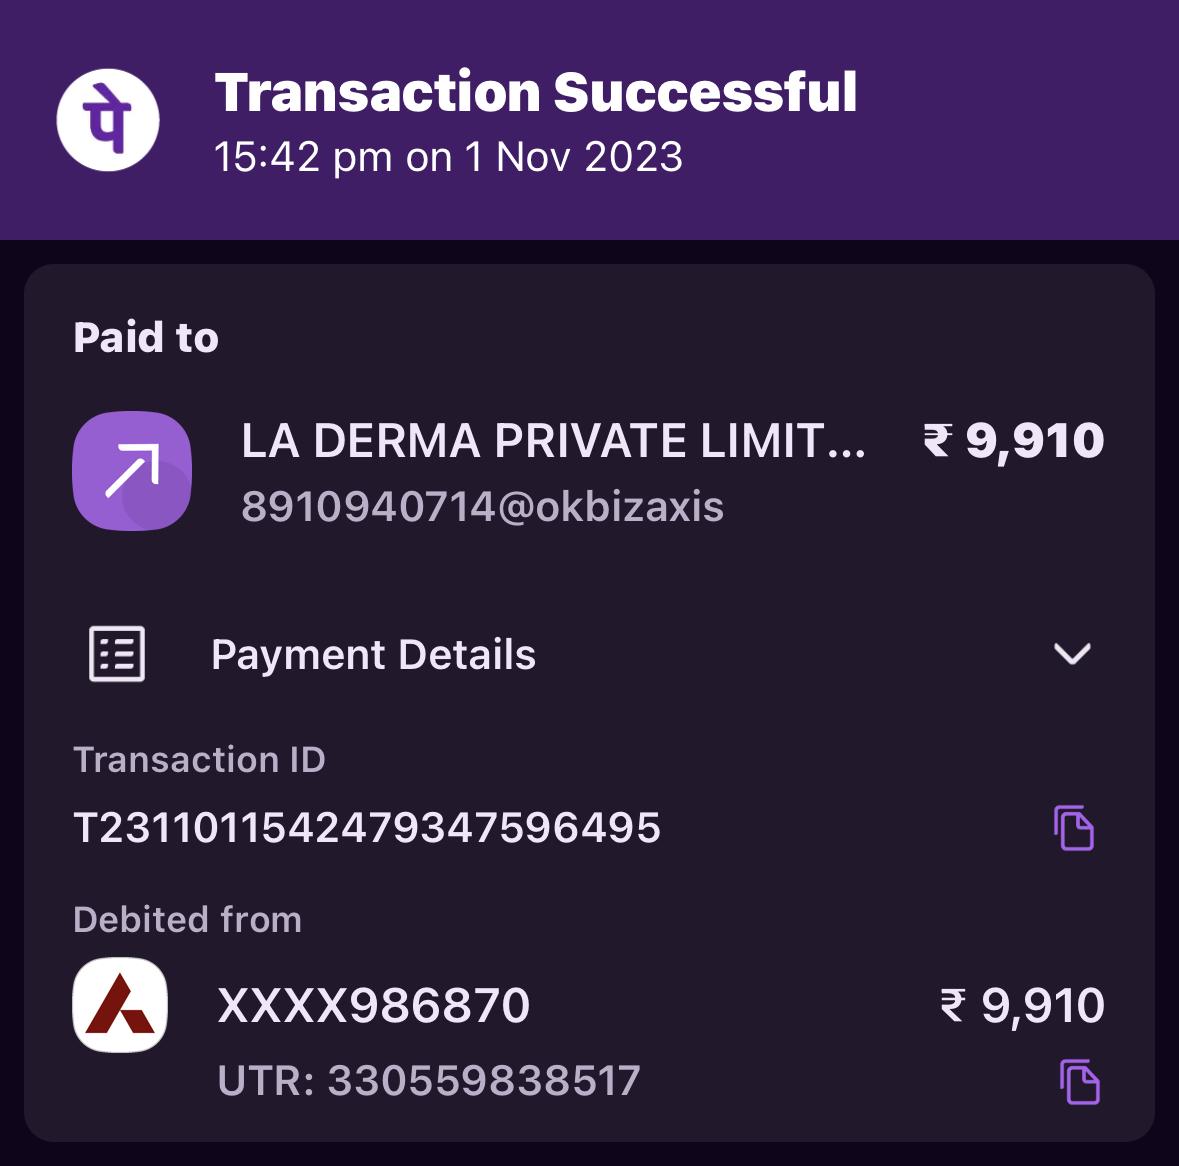 पे
Transaction Successful
15:42 pm on 1 Nov 2023
Paid to
LA DERMA PRIVATE LIMIT... ₹ 9,910
8910940714@okbizaxis
Payment Details
Transaction ID
T2311011542479347596495
Debited from
XXXX986870 ₹ 9,910
UTR: 330559838517